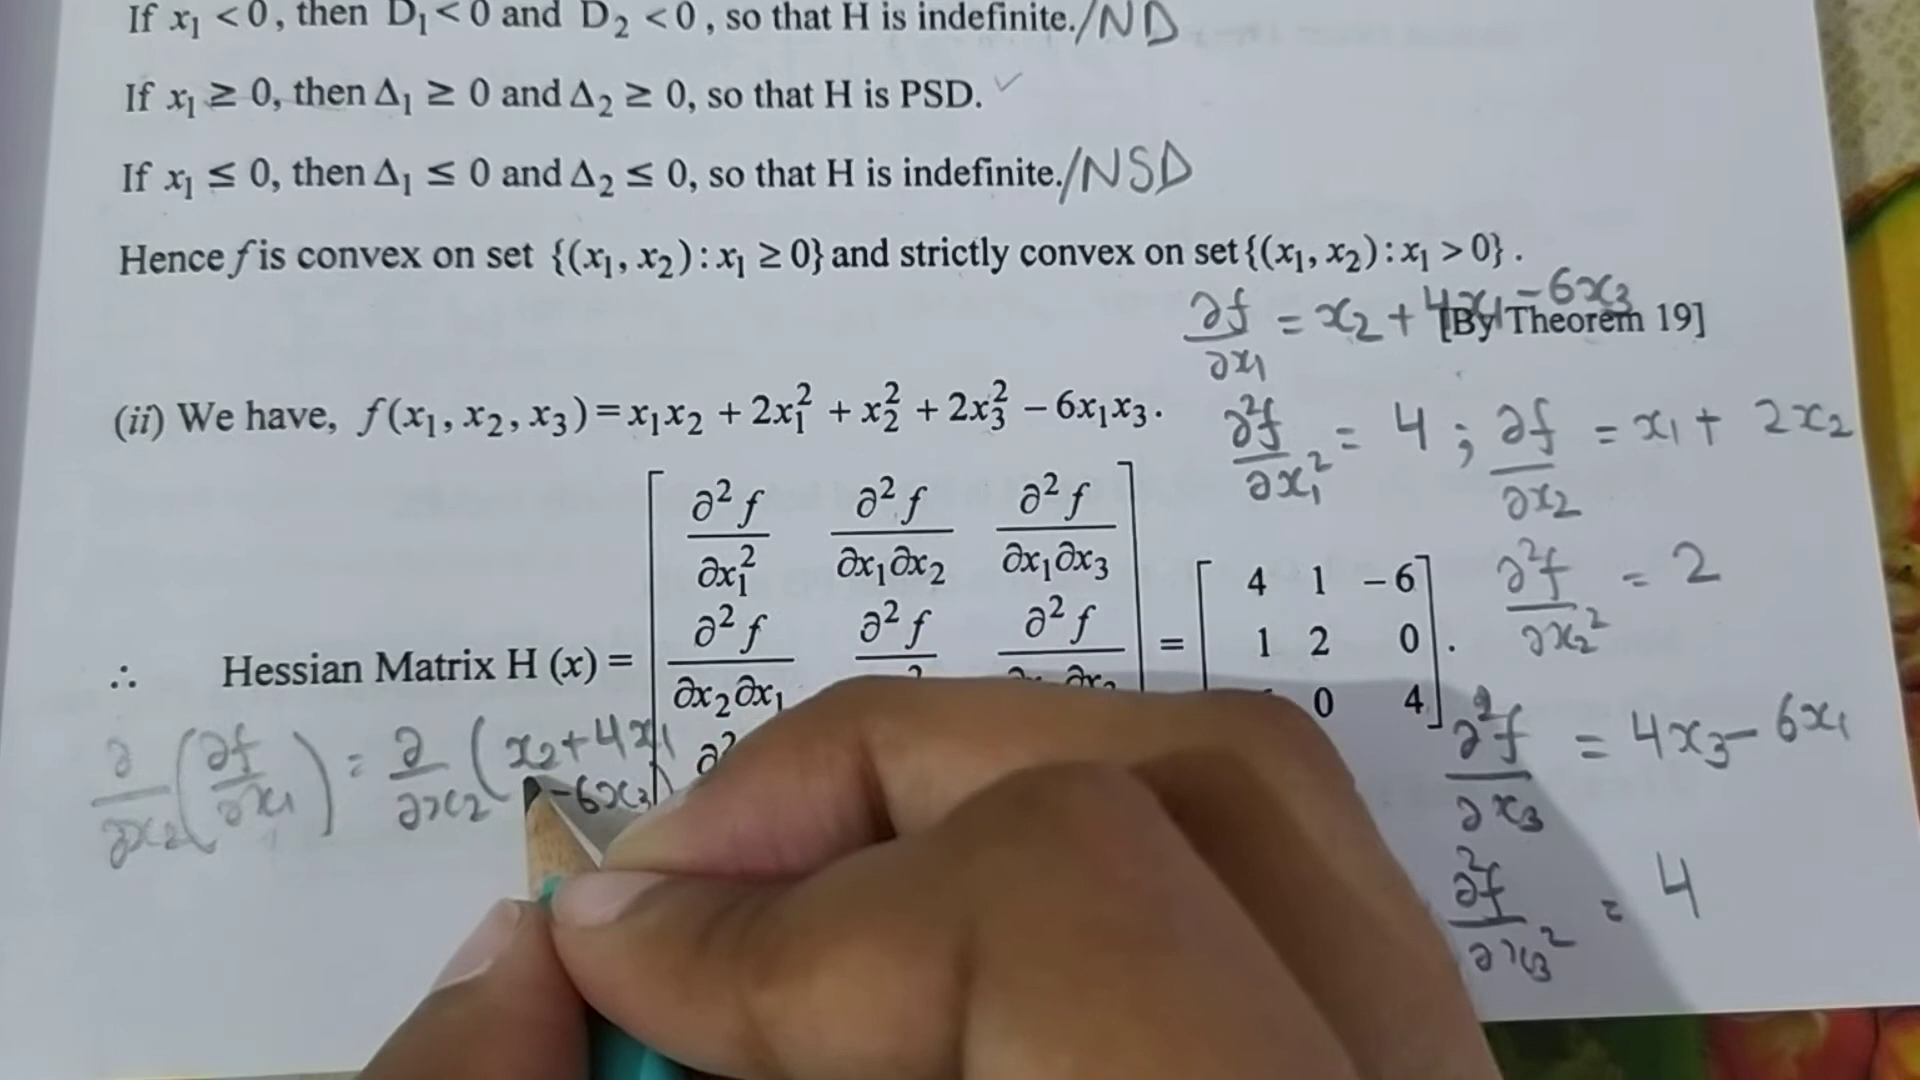 If x₁ < 0, then D₁ < 0 and D₂ < 0, so that H is indefinite./ND
If x₁ ≥ 0, then Δ₁ ≥ 0 and Δ₂ ≥ 0, so that H is PSD. ✓
If x₁ ≤ 0, then Δ₁ ≤ 0 and Δ₂ ≤ 0, so that H is indefinite./NSD
Hence f is convex on set {(x₁, x₂) : x₁ ≥ 0} and strictly convex on set {(x₁, x₂) : x₁ > 0}.
∂f/∂x₁ = x₂ + 4x₁ - 6x₃
[By Theorem 19]
(ii) We have, f(x₁, x₂, x₃) = x₁x₂ + 2x₁² + x₂² + 2x₃² − 6x₁x₃.
∂²f/∂x₁² = 4 ; ∂f/∂x₂ = x₁ + 2x₂
∂²f/∂x₁² ∂²f/∂x₁∂x₂ ∂²f/∂x₁∂x₃
4 1 −6
∂²f/∂x₂² = 2
∴ Hessian Matrix H (x) = ∂²f/∂x₂∂x₁ ∂²f ∂²f =
1 2 0 .
0 4
∂²f/∂x₃ = 4x₃ - 6x₁
∂²
∂/∂x₂ (∂f/∂x₁) = ∂/∂x₂ (x₂ + 4x₁
-6x₃)
∂²f/∂x₃² = 4